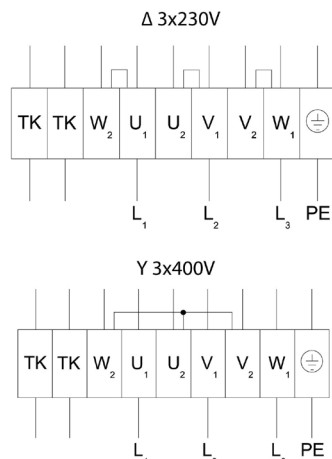 Δ 3x230V
TK TK W₂ U₁ U₂ V₁ V₂ W₁
L₁ L₂ L₃ PE
Y 3x400V
TK TK W₂ U₁ U₂ V₁ V₂ W₁
L L L PE